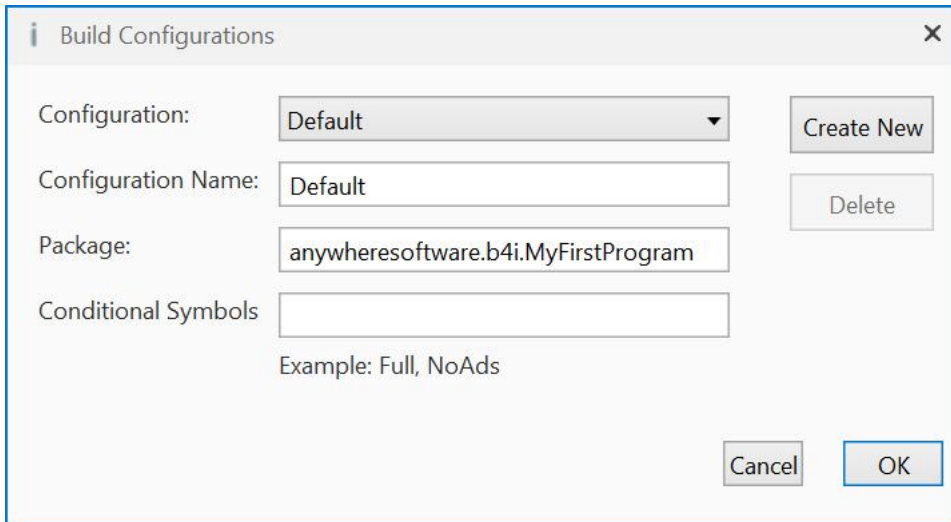 Build Configurations
Configuration:
Default
Create New
Configuration Name:
Default
Delete
Package:
anywheresoftware.b4i.MyFirstProgram
Conditional Symbols
Example: Full, NoAds
Cancel
OK